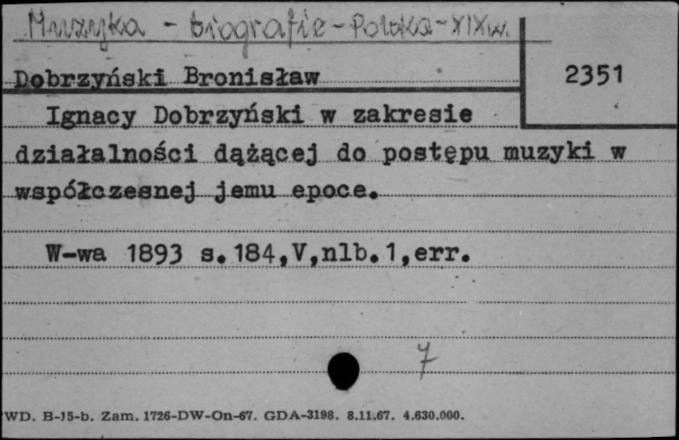 Muzyka - biografie - Polska - XIX w.
Dobrzyński Bronisław
2351
Ignacy Dobrzyński w zakresie
działalności dążącej do postępu muzyki w
współczesnej jemu epoce.
W-wa 1893 s.184,V,nlb.1,err.
7
WD. B-15-b. Zam. 1726-DW-On-67. GDA-3198. 8.11.67. 4.630.000.